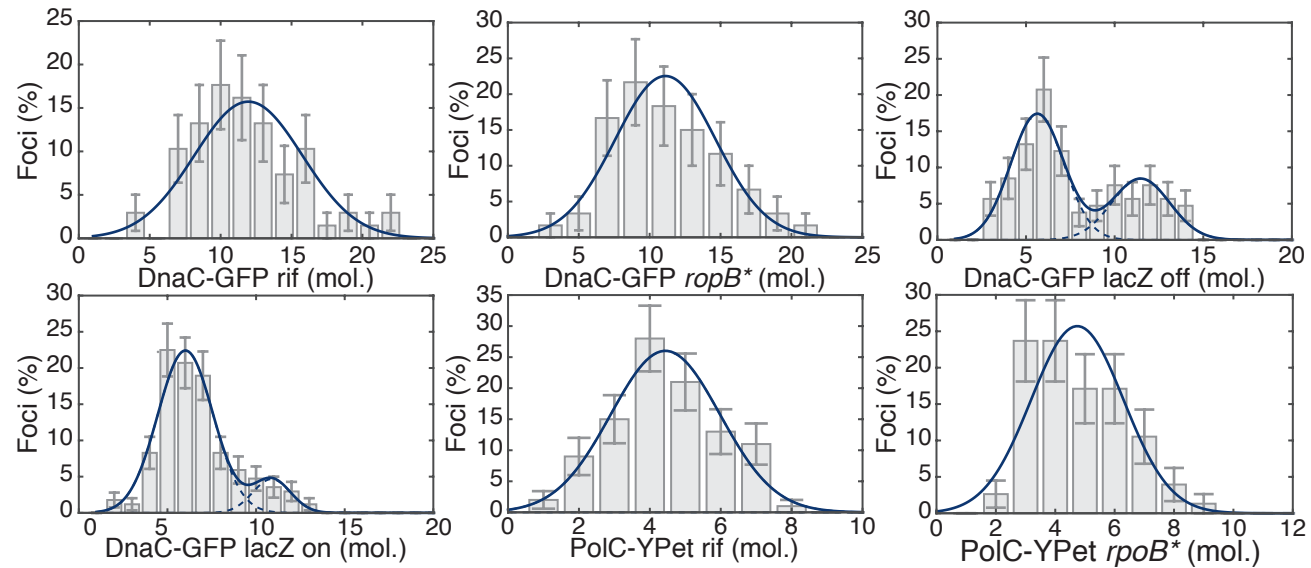 25
20
15
10
5
0
Foci (%)
0 5 10 15 20 25
DnaC-GFP rif (mol.)
30
25
20
15
10
5
0
Foci (%)
0 5 10 15 20 25
DnaC-GFP ropB* (mol.)
30
25
20
15
10
5
0
Foci (%)
0 5 10 15 20
DnaC-GFP lacZ off (mol.)
30
25
20
15
10
5
0
Foci (%)
0 5 10 15 20
DnaC-GFP lacZ on (mol.)
35
30
25
20
15
10
5
0
Foci (%)
0 2 4 6 8 10
PolC-YPet rif (mol.)
30
25
20
15
10
5
0
Foci (%)
0 2 4 6 8 10 12
PolC-YPet rpoB* (mol.)